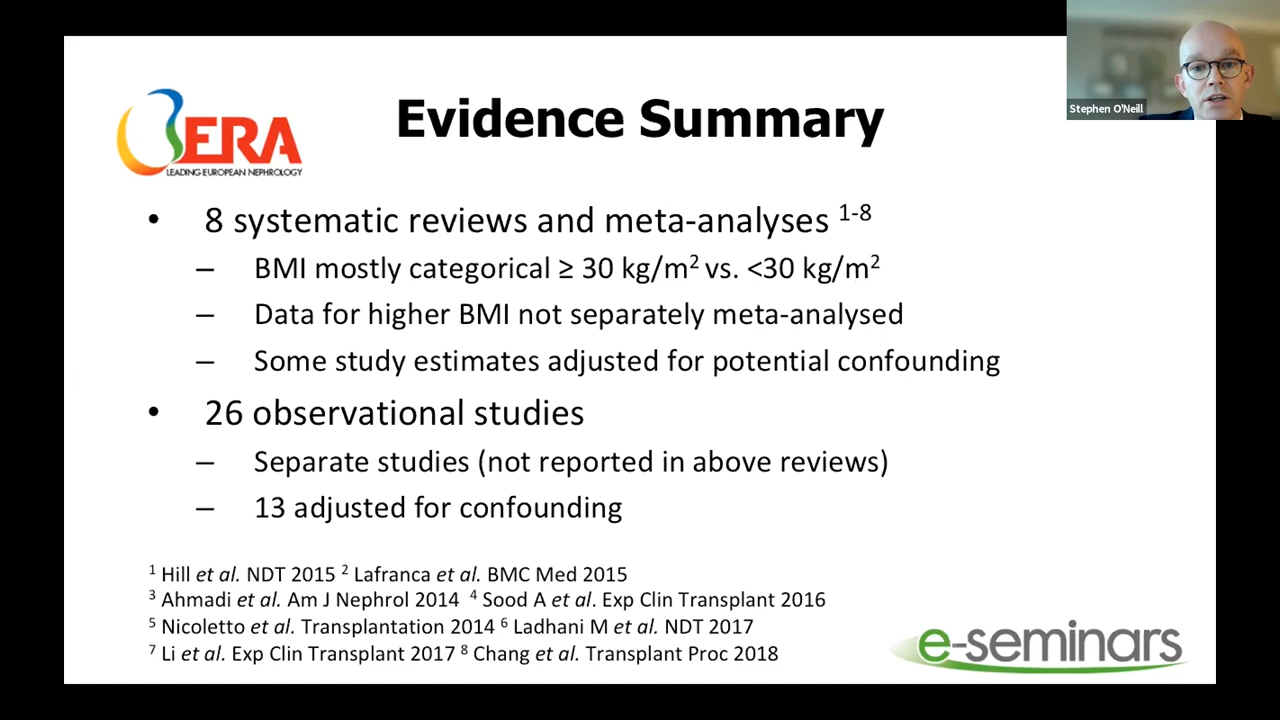 Stephen O'Neill
ERA
LEADING EUROPEAN NEPHROLOGY
Evidence Summary
• 8 systematic reviews and meta-analyses 1-8
– BMI mostly categorical ≥ 30 kg/m2 vs. <30 kg/m2
– Data for higher BMI not separately meta-analysed
– Some study estimates adjusted for potential confounding
• 26 observational studies
– Separate studies (not reported in above reviews)
– 13 adjusted for confounding
1 Hill et al. NDT 2015 2 Lafranca et al. BMC Med 2015
3 Ahmadi et al. Am J Nephrol 2014 4 Sood A et al. Exp Clin Transplant 2016
5 Nicoletto et al. Transplantation 2014 6 Ladhani M et al. NDT 2017
7 Li et al. Exp Clin Transplant 2017 8 Chang et al. Transplant Proc 2018
e-seminars